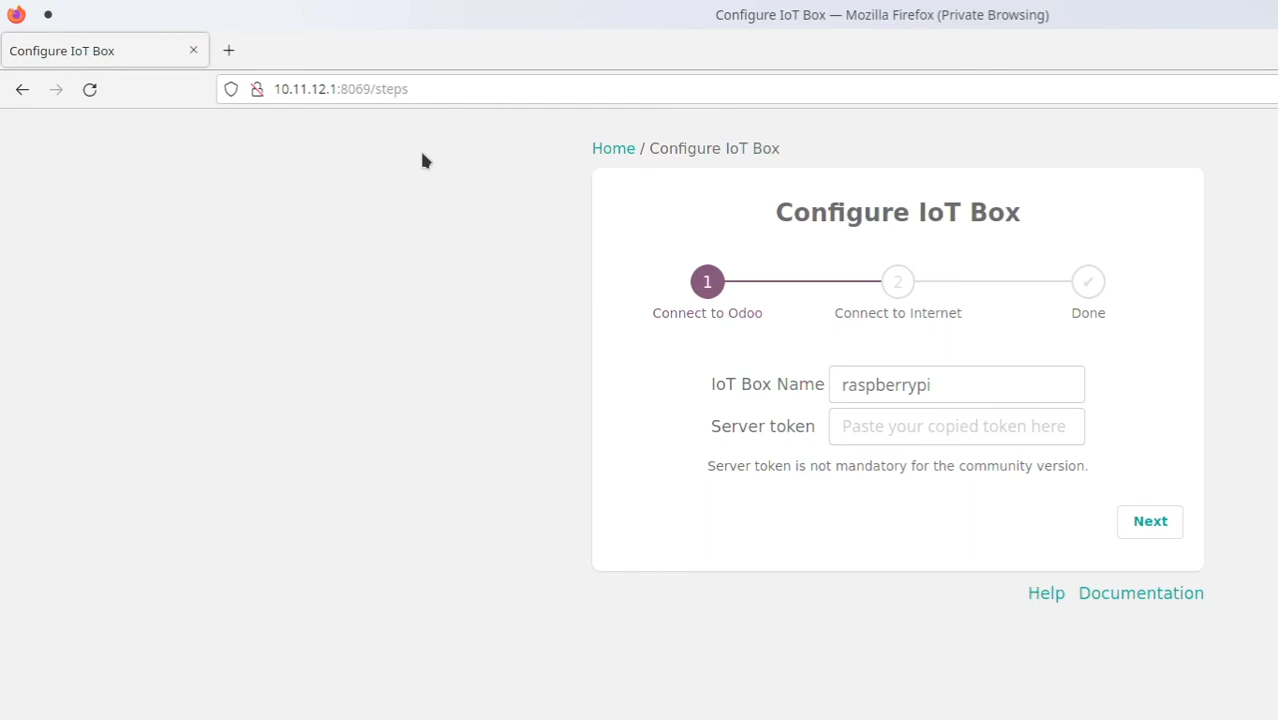 Configure IoT Box — Mozilla Firefox (Private Browsing)
Configure IoT Box
10.11.12.1:8069/steps
Home / Configure IoT Box
Configure IoT Box
1 2 ✓
Connect to Odoo Connect to Internet Done
IoT Box Name raspberrypi
Server token Paste your copied token here
Server token is not mandatory for the community version.
Next
Help Documentation